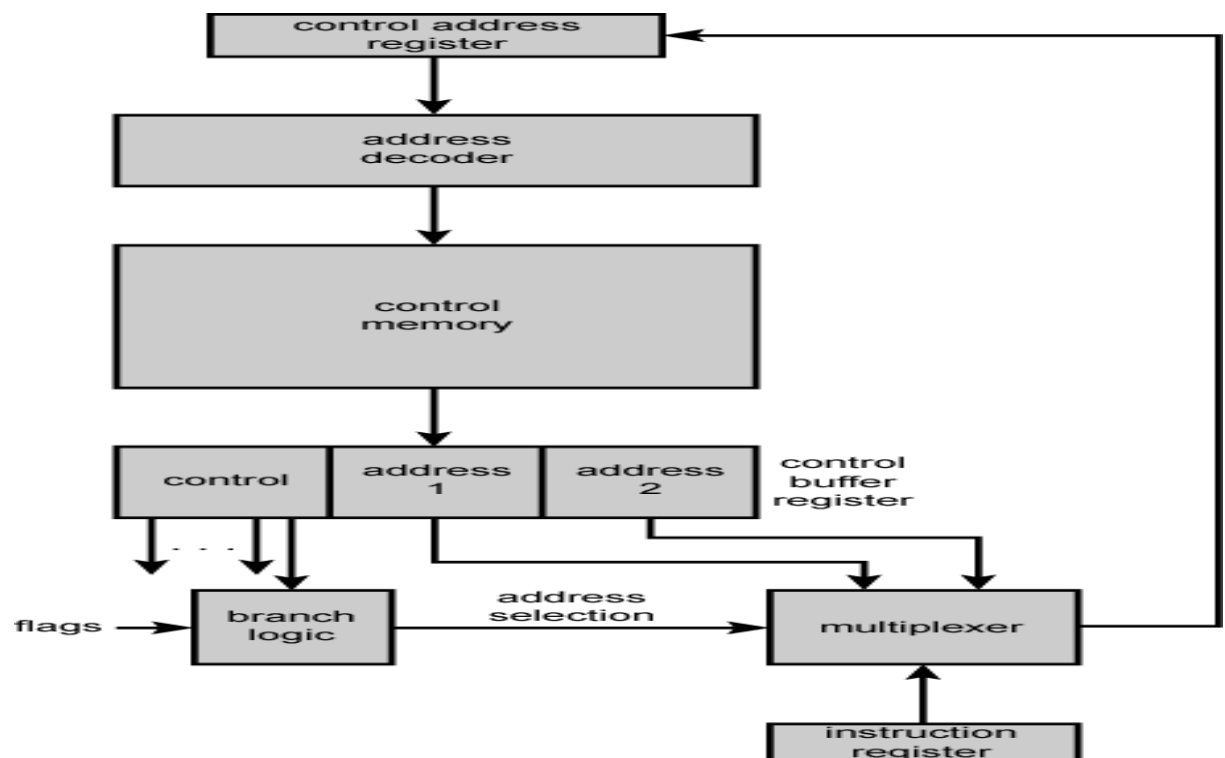 control address
register
address
decoder
control
memory
control
address
1
address
2
control
buffer
register
. . .
flags
branch
logic
address
selection
multiplexer
instruction
register